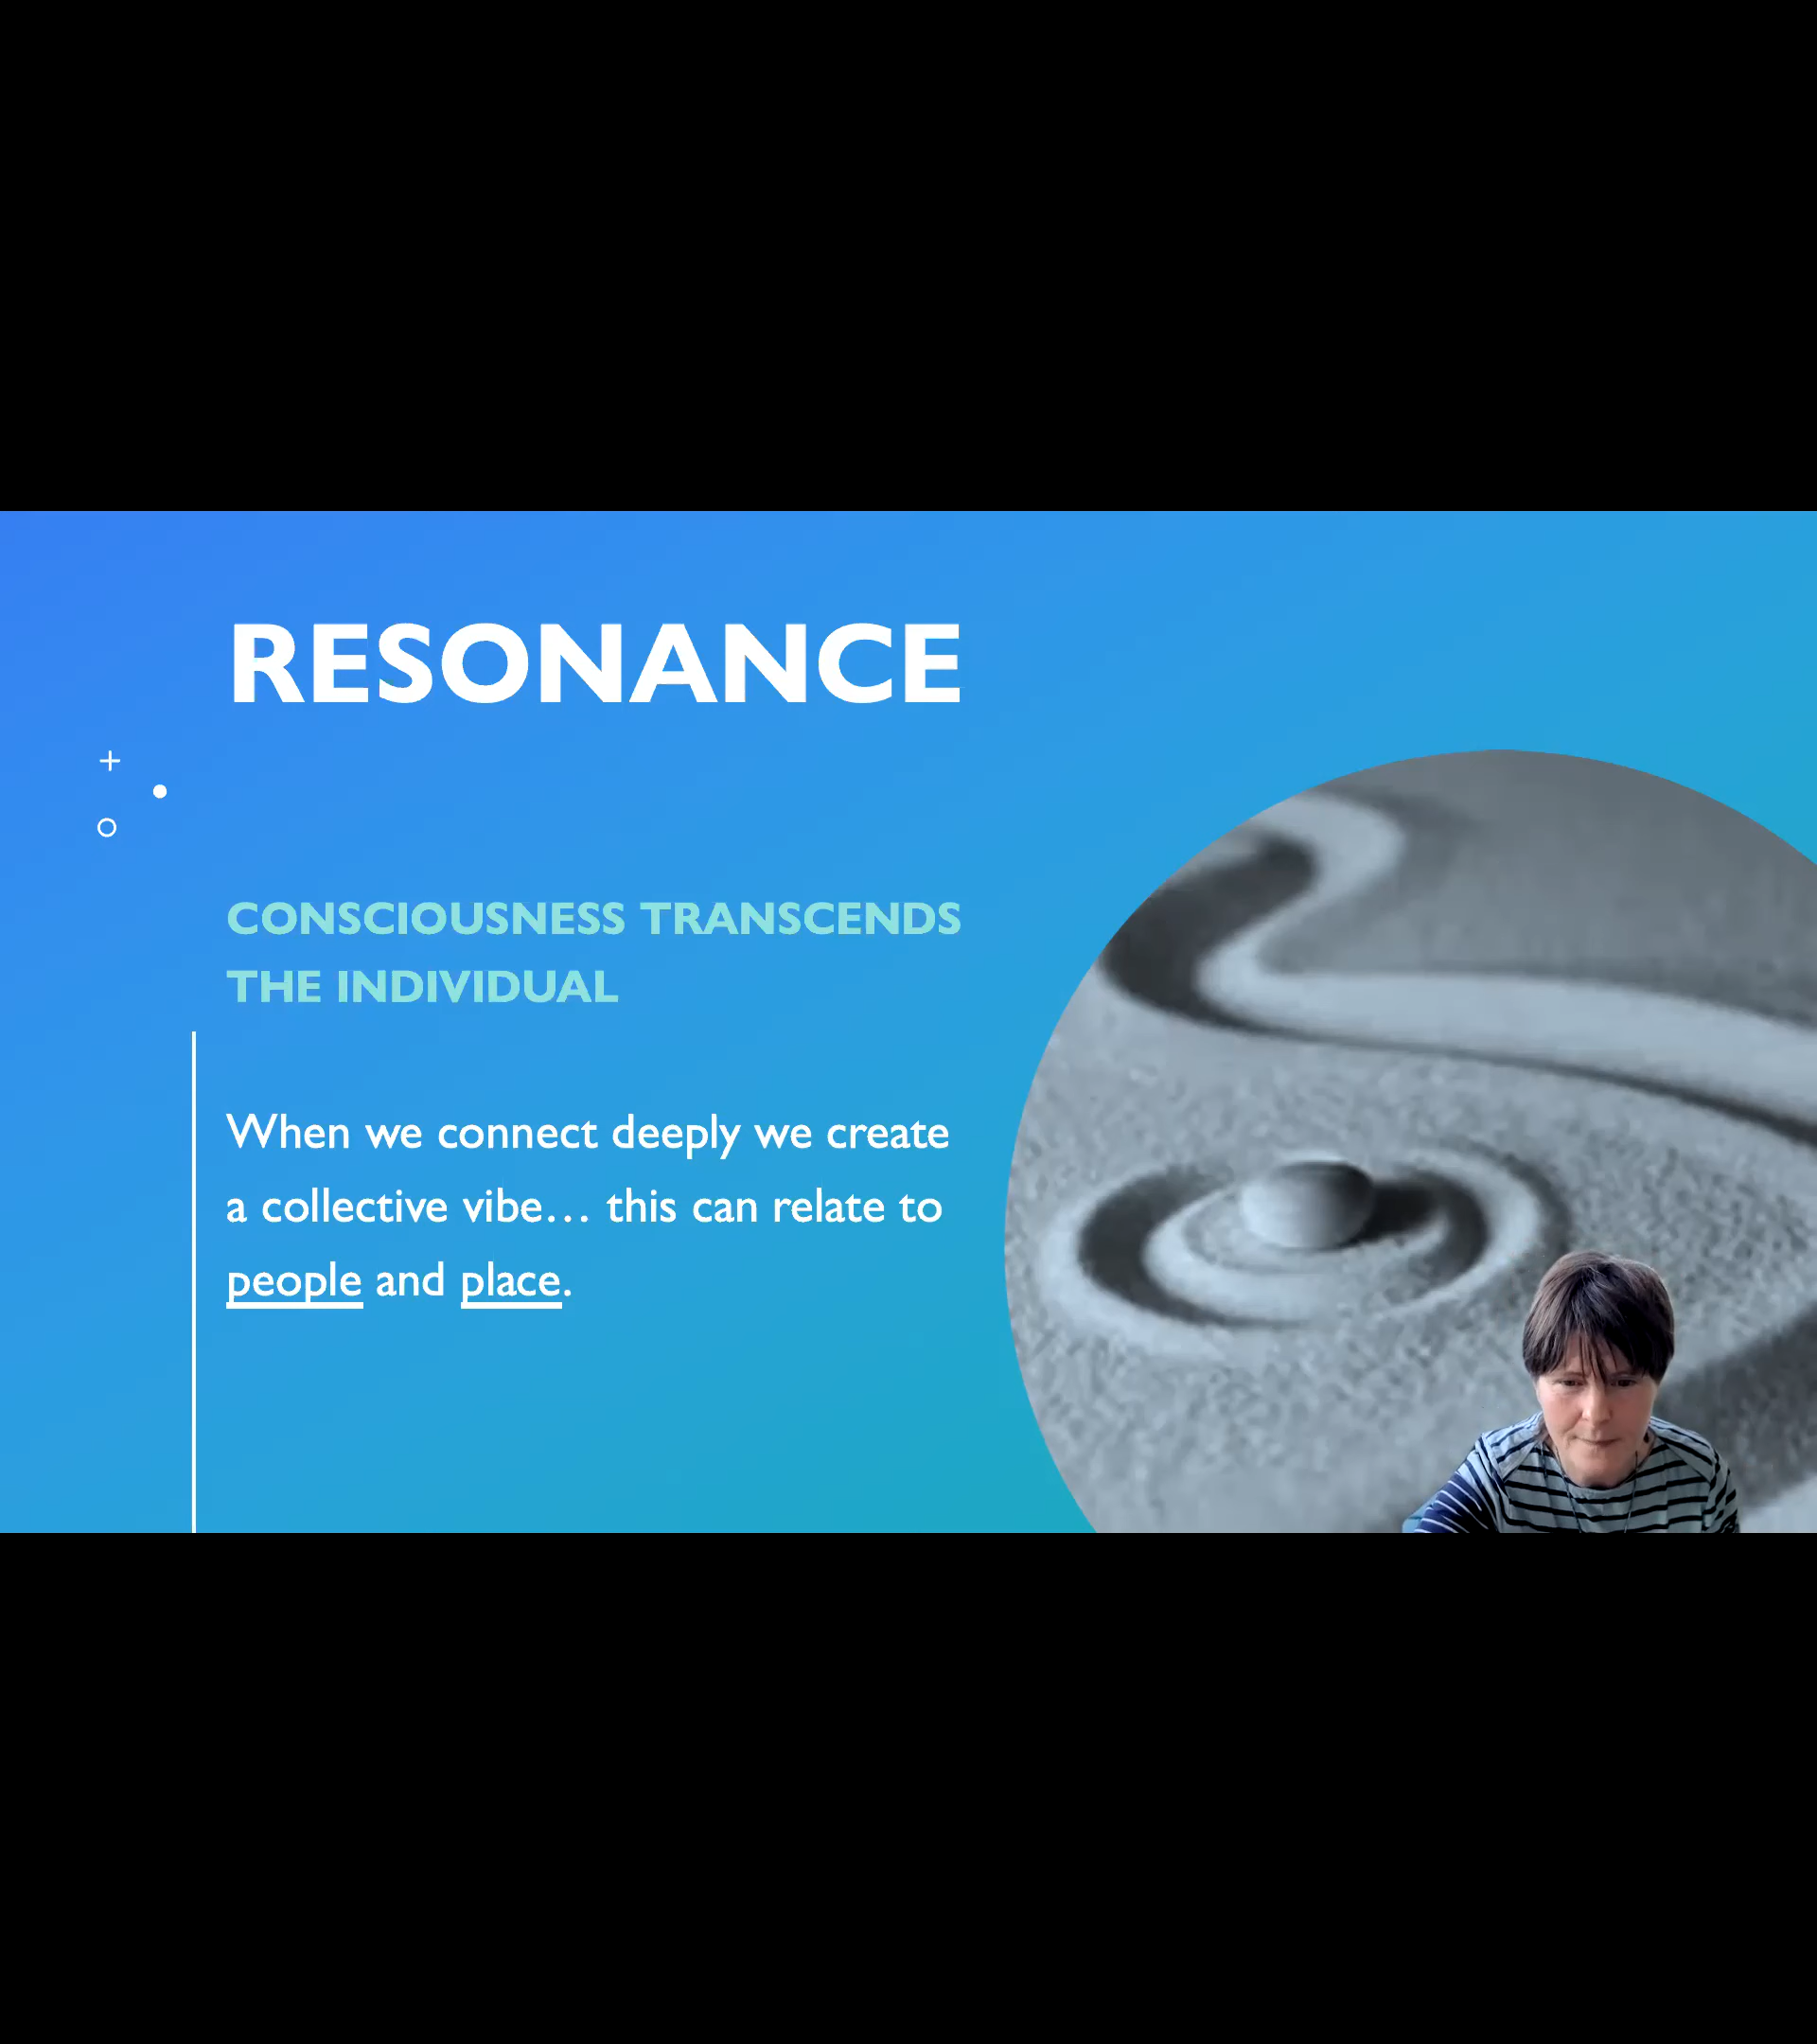 RESONANCE
CONSCIOUSNESS TRANSCENDS
THE INDIVIDUAL
When we connect deeply we create
a collective vibe… this can relate to
people and place.